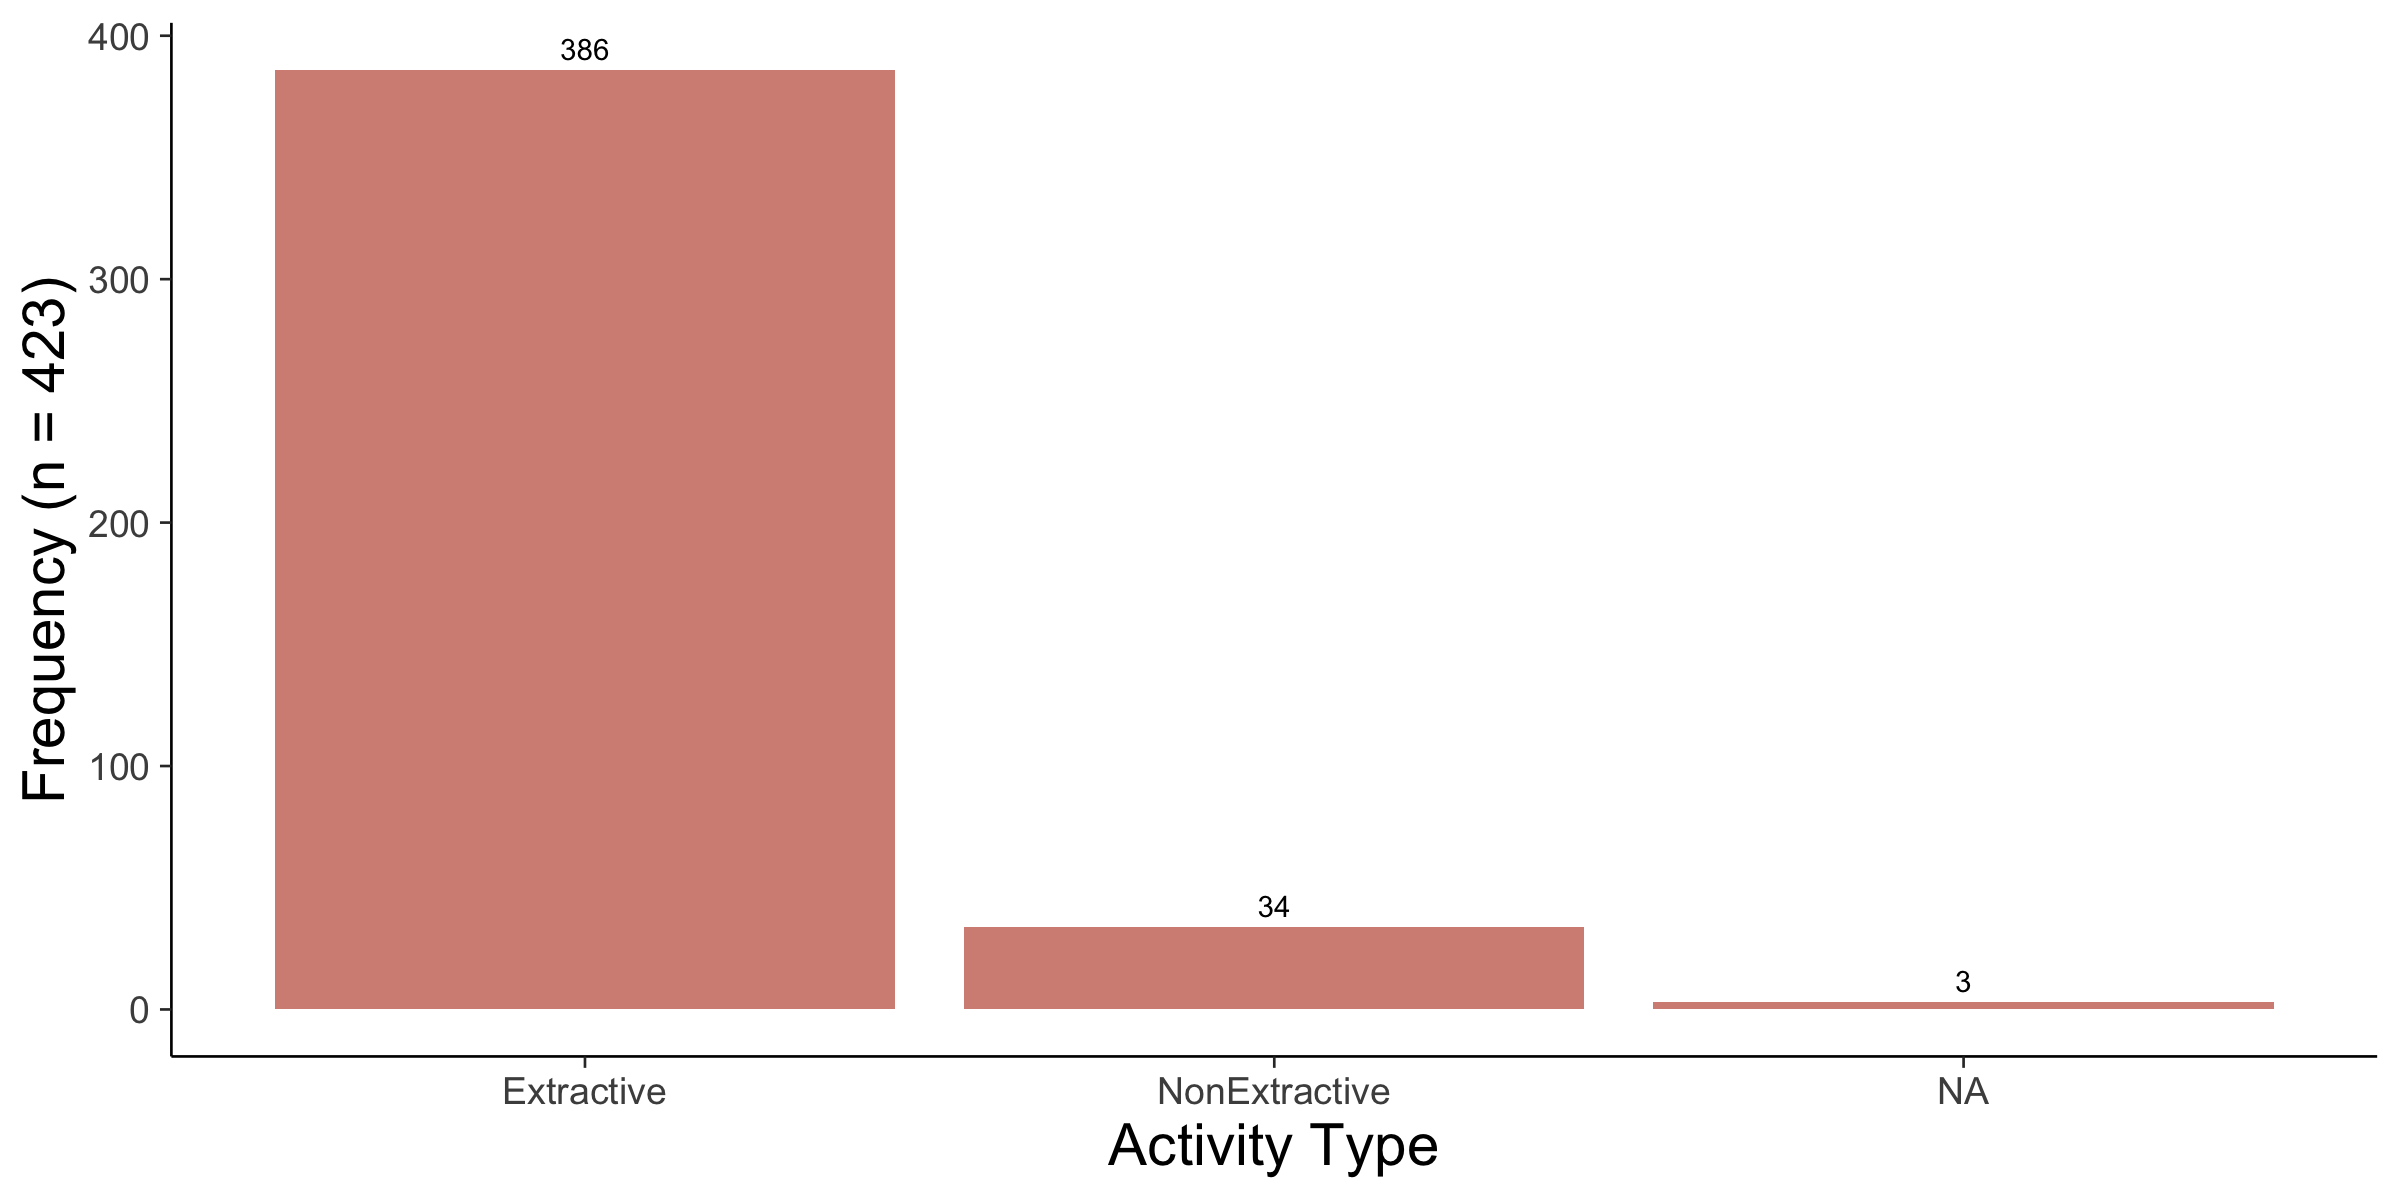 Frequency (n = 423)
400
300
200
100
0
386
34
3
Extractive
NonExtractive
NA
Activity Type